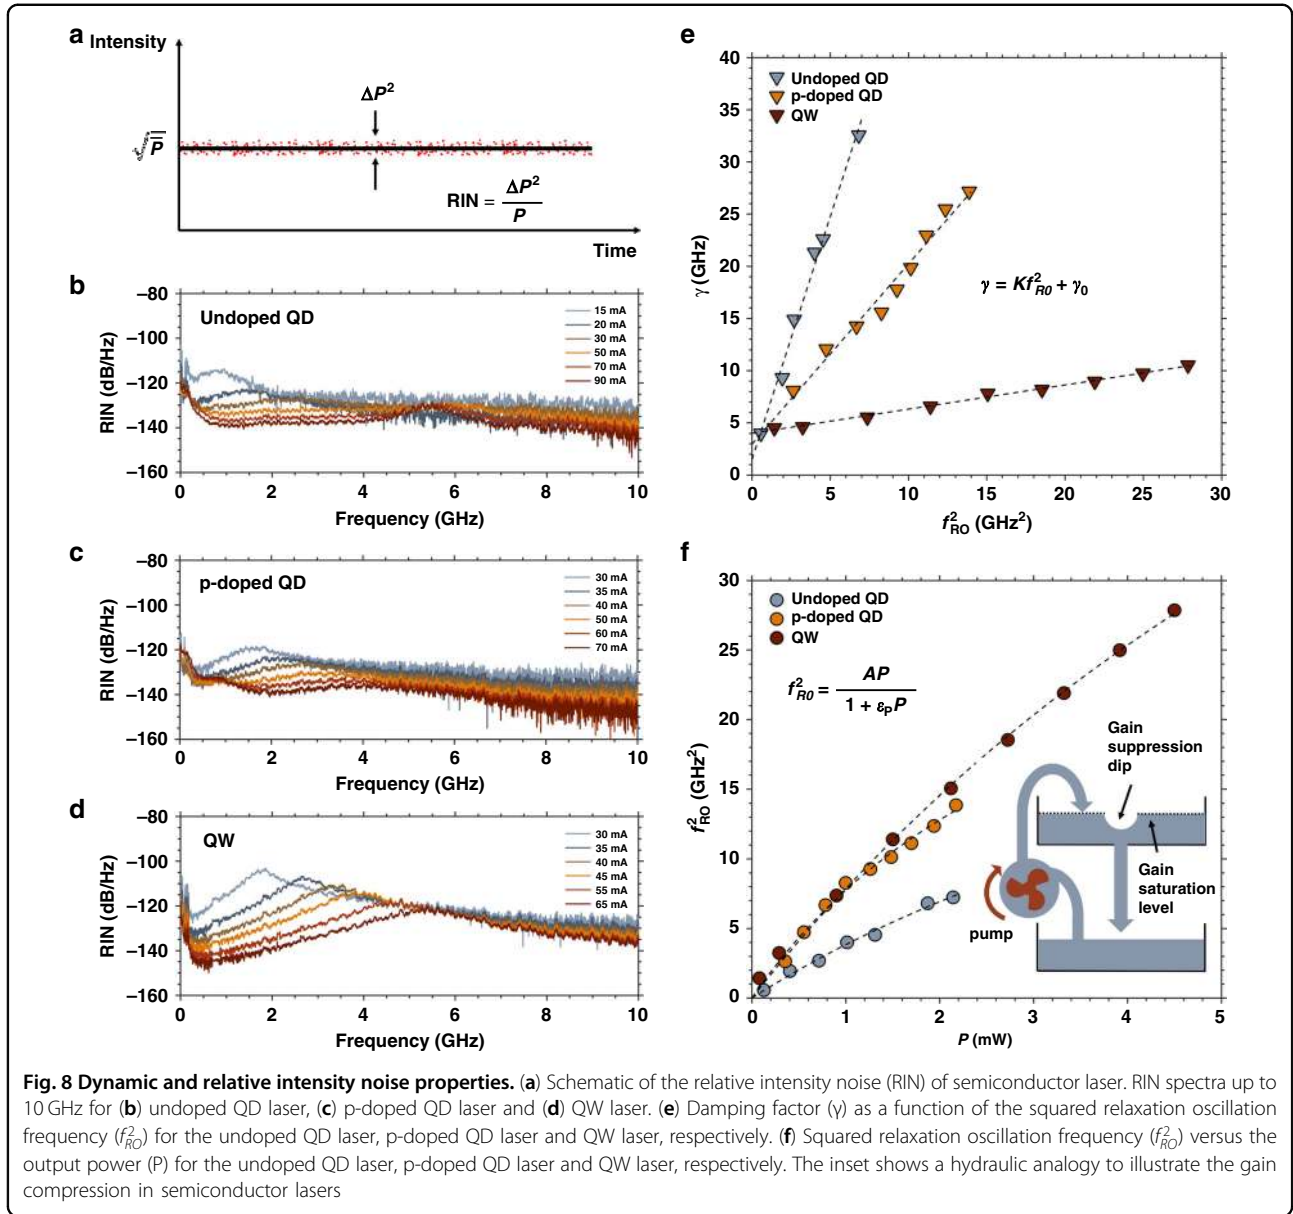 a
Intensity
ΔP²
√P̅
RIN = ΔP² / P
Time
b
Undoped QD
RIN (dB/Hz)
−80
−100
−120
−140
−160
15 mA
20 mA
30 mA
50 mA
70 mA
90 mA
0 2 4 6 8 10
Frequency (GHz)
c
p-doped QD
RIN (dB/Hz)
−80
−100
−120
−140
−160
30 mA
35 mA
40 mA
50 mA
60 mA
70 mA
0 2 4 6 8 10
Frequency (GHz)
d
QW
RIN (dB/Hz)
−80
−100
−120
−140
−160
30 mA
35 mA
40 mA
45 mA
55 mA
65 mA
0 2 4 6 8 10
Frequency (GHz)
e
Undoped QD
p-doped QD
QW
γ (GHz)
40
35
30
25
20
15
10
5
0
γ = Kf²R0 + γ0
0 5 10 15 20 25 30
f²RO (GHz²)
f
Undoped QD
p-doped QD
QW
f²RO (GHz²)
30
25
20
15
10
5
0
f²R0 = AP / 1 + εPP
Gain
suppression
dip
Gain
saturation
level
pump
0 1 2 3 4 5
P (mW)
Fig. 8 Dynamic and relative intensity noise properties. (a) Schematic of the relative intensity noise (RIN) of semiconductor laser. RIN spectra up to
10 GHz for (b) undoped QD laser, (c) p-doped QD laser and (d) QW laser. (e) Damping factor (γ) as a function of the squared relaxation oscillation
frequency (f²RO) for the undoped QD laser, p-doped QD laser and QW laser, respectively. (f) Squared relaxation oscillation frequency (f²RO) versus the
output power (P) for the undoped QD laser, p-doped QD laser and QW laser, respectively. The inset shows a hydraulic analogy to illustrate the gain
compression in semiconductor lasers